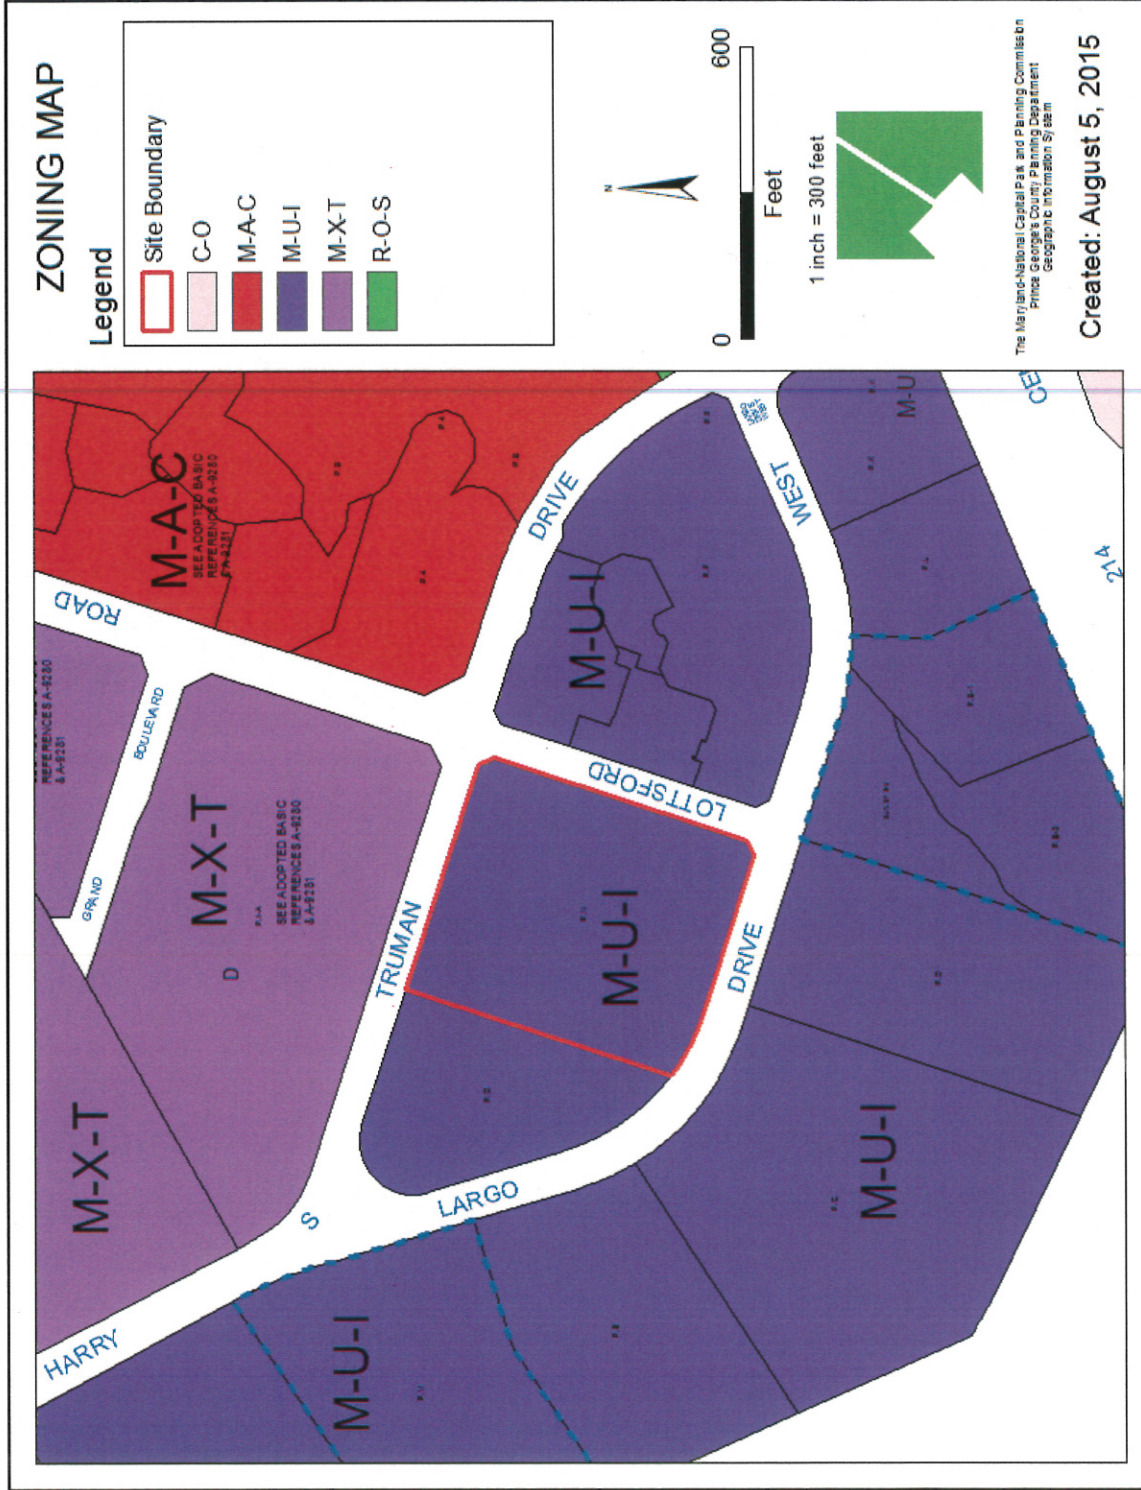 ZONING MAP
Legend
Site Boundary
C-O
M-A-C
M-U-I
M-X-T
R-O-S
0
600
Feet
N
1 inch = 300 feet
The Maryland-National Capital Park and Planning Commission
Prince George's County Planning Department
Geographic Information System
Created: August 5, 2015
M-X-T
M-X-T
D
SEE ADOPTED BASIC
REFERENCES A-9280
& A-9281
REFERENCES A-9280
& A-9281
GRAND
BOULEVARD
ROAD
M-A-C
SEE ADOPTED BASIC
REFERENCES A-9280
& A-9281
HARRY
S
TRUMAN
DRIVE
LOTTSFORD
LARGO
DRIVE
WEST
M-U-I
M-U-I
M-U-I
M-U-I
M-U
214